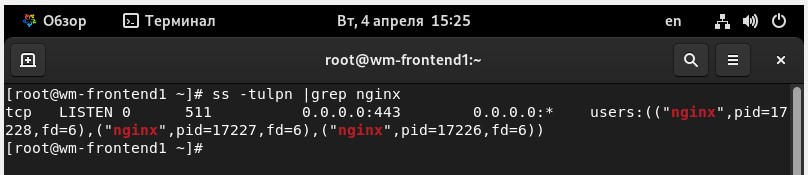 Обзор Терминал Вт, 4 апреля 15:25 en
root@wm-frontend1:~
[root@wm-frontend1 ~]# ss -tulpn |grep nginx
tcp   LISTEN 0      511          0.0.0.0:443        0.0.0.0:*    users:(("nginx",pid=17
228,fd=6),("nginx",pid=17227,fd=6),("nginx",pid=17226,fd=6))
[root@wm-frontend1 ~]#